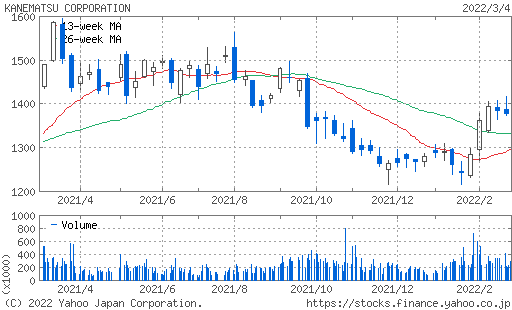 KANEMATSU CORPORATION 2022/3/4
1600
13-week MA
26-week MA
1500
1400
1300
1200
2021/4 2021/6 2021/8 2021/10 2021/12 2022/2
1000
Volume
800
600
400
200
0
(x1000)
2021/4 2021/6 2021/8 2021/10 2021/12 2022/2
(C) 2022 Yahoo Japan Corporation. https://stocks.finance.yahoo.co.jp/